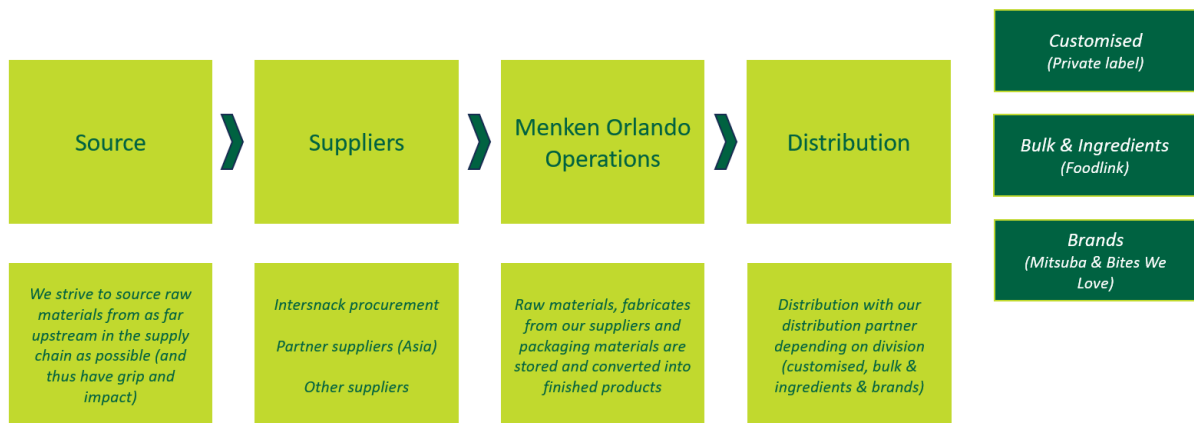 Source
Suppliers
Menken Orlando
Operations
Distribution
Customised
(Private label)
Bulk & Ingredients
(Foodlink)
Brands
(Mitsuba & Bites We
Love)
We strive to source raw
materials from as far
upstream in the supply
chain as possible (and
thus have grip and
impact)
Intersnack procurement
Partner suppliers (Asia)
Other suppliers
Raw materials, fabricates
from our suppliers and
packaging materials are
stored and converted into
finished products
Distribution with our
distribution partner
depending on division
(customised, bulk &
ingredients & brands)